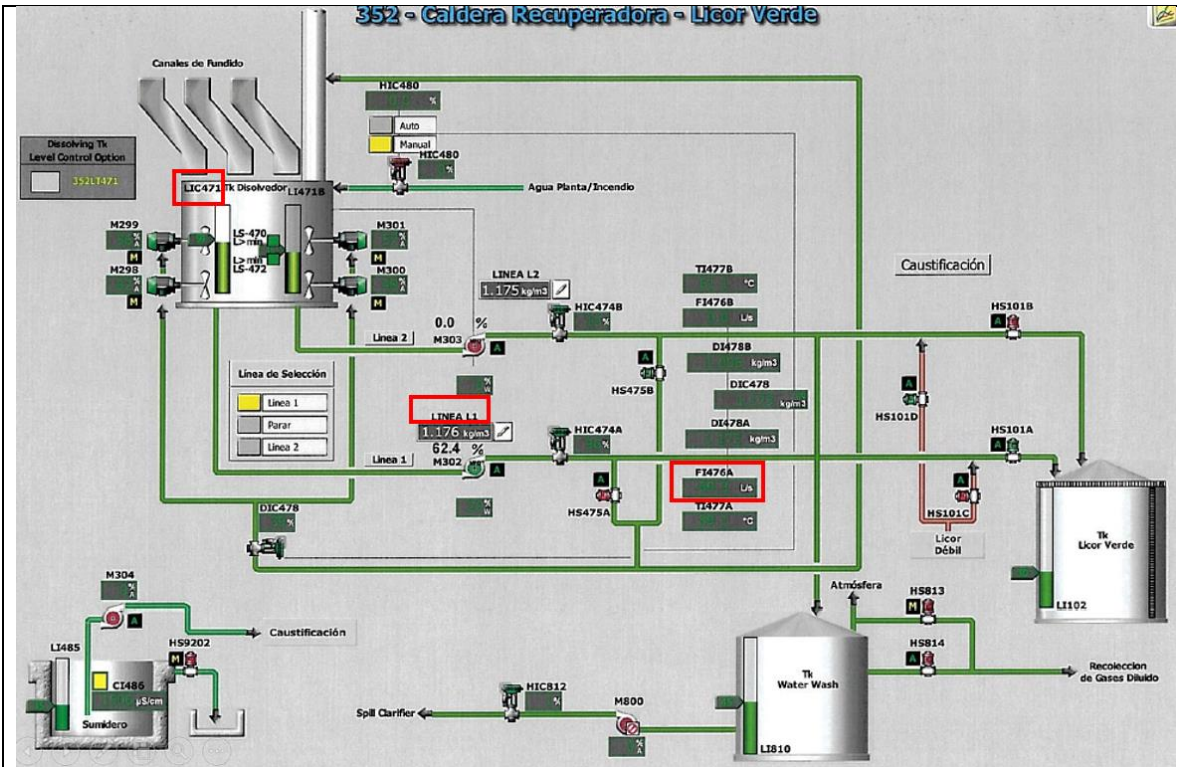 352 - Caldera Recuperadora - Licor Verde
Canales de Fundido
HIC480
%
Auto
Manual
HIC480
%
Dissolving Tk
Level Control Option
352LT471
LIC471
Tk Disolvedor
LI471B
Agua Planta/Incendio
M299
%
A
M
LS-470
L>min
L>min
LS-472
M301
%
A
M
M298
%
A
M
M300
%
A
M
LINEA L2
1.175 kg/m3
TI477B
°C
Caustificación
HIC474B
%
FI476B
L/s
HS101B
A
0.0 %
Linea 2
M303
A
DI478B
kg/m3
HS475B
A
Línea de Selección
Linea 1
Parar
Linea 2
DIC478
kg/m3
HS101D
A
LINEA L1
1.176 kg/m3
HIC474A
%
DI478A
kg/m3
HS101A
A
62.4 %
Linea 1
M302
A
FI476A
L/s
HS475A
A
TI477A
°C
HS101C
A
DIC478
%
Licor
Débil
Tk
Licor Verde
LI102
M304
%
A
A
Caustificación
Atmósfera
HS813
M
LI485
HS9202
M
CI486
µS/cm
Sumidero
HS814
A
Tk
Water Wash
Recoleccion
de Gases Diluido
HIC812
%
Spill Clarifier
M800
%
A
LI810